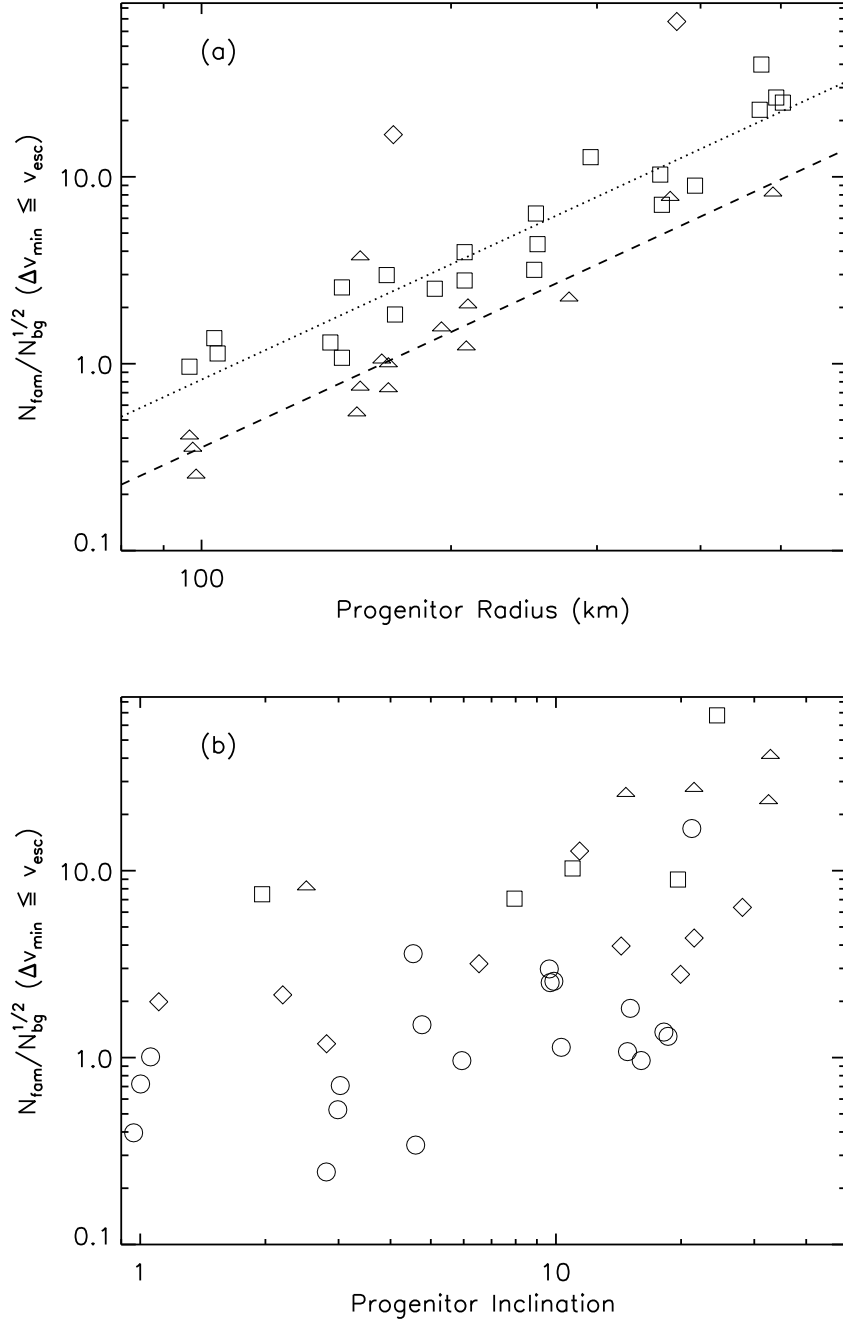 (a)
10.0
1.0
0.1
N_fam/N_bg^1/2 (Δv_min ≦ v_esc)
100
Progenitor Radius (km)
(b)
10.0
1.0
0.1
N_fam/N_bg^1/2 (Δv_min ≦ v_esc)
1 10
Progenitor Inclination